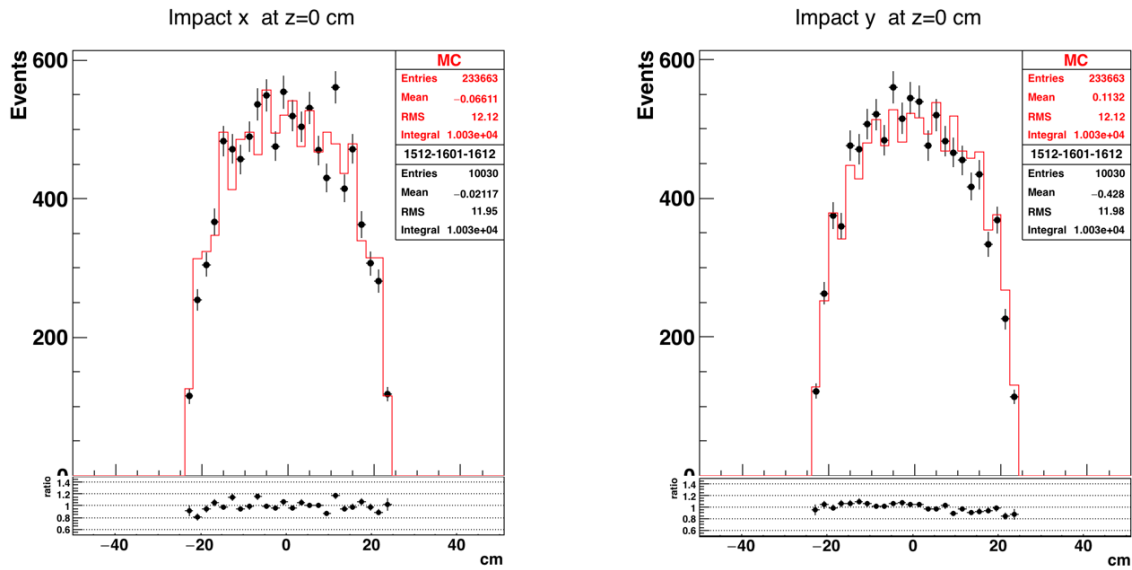 Impact x at z=0 cm
Events
600
400
200
0
MC
Entries 233663
Mean −0.06611
RMS 12.12
Integral 1.003e+04
1512-1601-1612
Entries 10030
Mean −0.02117
RMS 11.95
Integral 1.003e+04
ratio
1.4
1.2
1
0.8
0.6
−40 −20 0 20 40
cm
Impact y at z=0 cm
Events
600
400
200
0
MC
Entries 233663
Mean 0.1132
RMS 12.12
Integral 1.003e+04
1512-1601-1612
Entries 10030
Mean −0.428
RMS 11.98
Integral 1.003e+04
ratio
1.4
1.2
1
0.8
0.6
−40 −20 0 20 40
cm